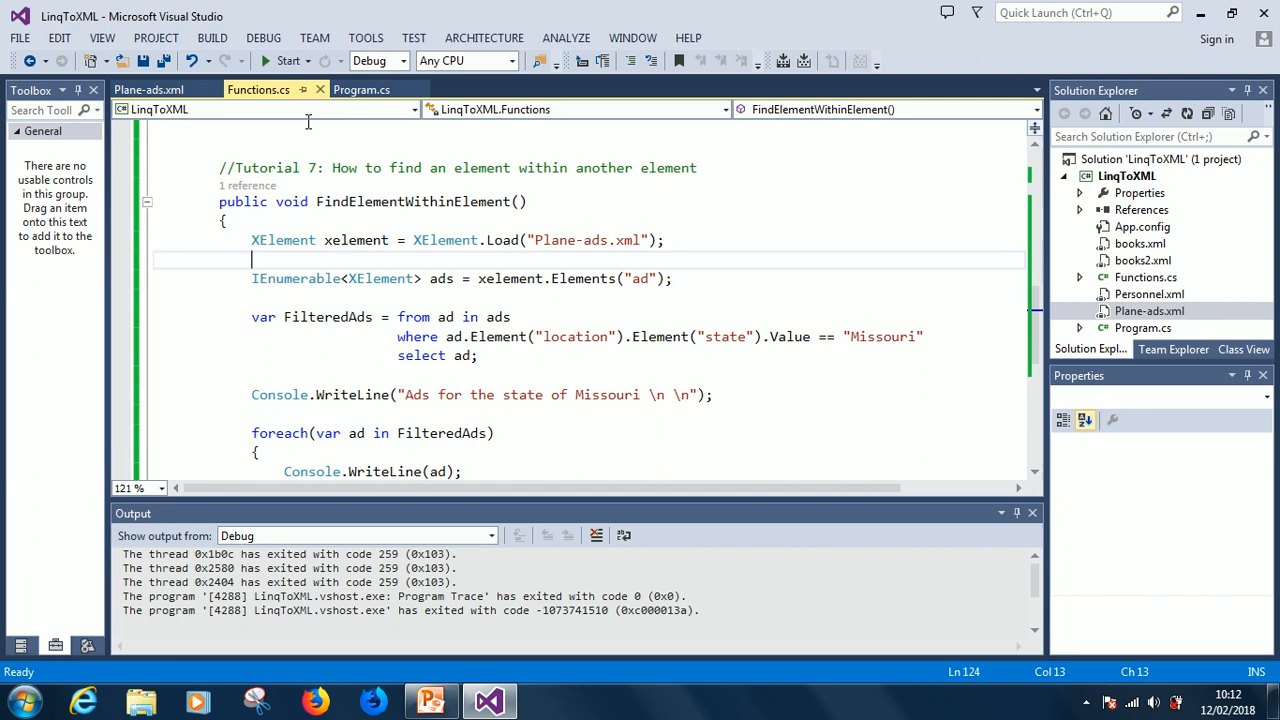 LinqToXML - Microsoft Visual Studio
Quick Launch (Ctrl+Q)
FILE EDIT VIEW PROJECT BUILD DEBUG TEAM TOOLS TEST ARCHITECTURE ANALYZE WINDOW HELP
Sign in
Start Debug Any CPU
Toolbox
Search Tool
General
There are no
usable controls
in this group.
Drag an item
onto this text
to add it to the
toolbox.
Plane-ads.xml Functions.cs Program.cs
LinqToXML LinqToXML.Functions FindElementWithinElement()
//Tutorial 7: How to find an element within another element
1 reference
public void FindElementWithinElement()
{
XElement xelement = XElement.Load("Plane-ads.xml");
IEnumerable<XElement> ads = xelement.Elements("ad");
var FilteredAds = from ad in ads
where ad.Element("location").Element("state").Value == "Missouri"
select ad;
Console.WriteLine("Ads for the state of Missouri \n \n");
foreach(var ad in FilteredAds)
{
Console.WriteLine(ad);
121 %
Output
Show output from: Debug
The thread 0x1b0c has exited with code 259 (0x103).
The thread 0x2580 has exited with code 259 (0x103).
The thread 0x2404 has exited with code 259 (0x103).
The program '[4288] LinqToXML.vshost.exe: Program Trace' has exited with code 0 (0x0).
The program '[4288] LinqToXML.vshost.exe' has exited with code -1073741510 (0xc000013a).
Solution Explorer
Search Solution Explorer (Ctrl+;)
Solution 'LinqToXML' (1 project)
LinqToXML
Properties
References
App.config
books.xml
books2.xml
Functions.cs
Personnel.xml
Plane-ads.xml
Program.cs
Solution Expl... Team Explorer Class View
Properties
Ready Ln 124 Col 13 Ch 13 INS
10:12
12/02/2018